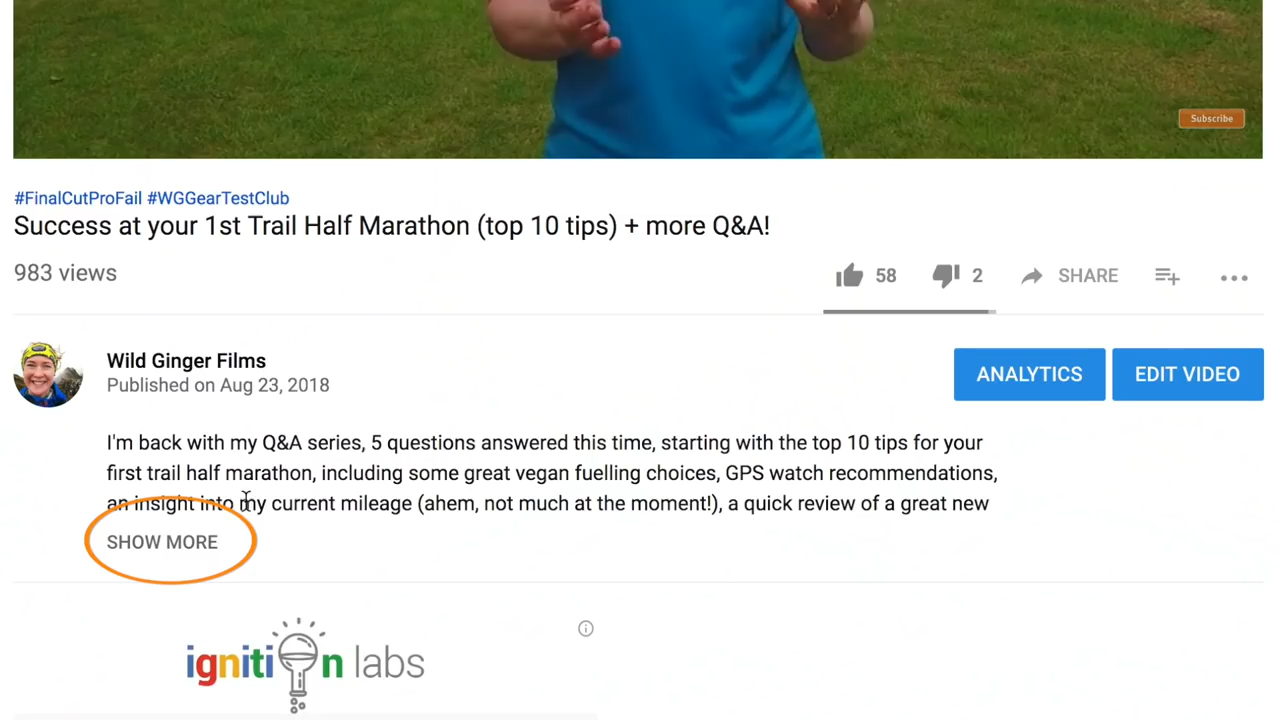 Subscribe
#FinalCutProFail #WGGearTestClub
Success at your 1st Trail Half Marathon (top 10 tips) + more Q&A!
983 views
58 2 SHARE
Wild Ginger Films
Published on Aug 23, 2018
ANALYTICS EDIT VIDEO
I'm back with my Q&A series, 5 questions answered this time, starting with the top 10 tips for your
first trail half marathon, including some great vegan fuelling choices, GPS watch recommendations,
an insight into my current mileage (ahem, not much at the moment!), a quick review of a great new
SHOW MORE
ignition labs